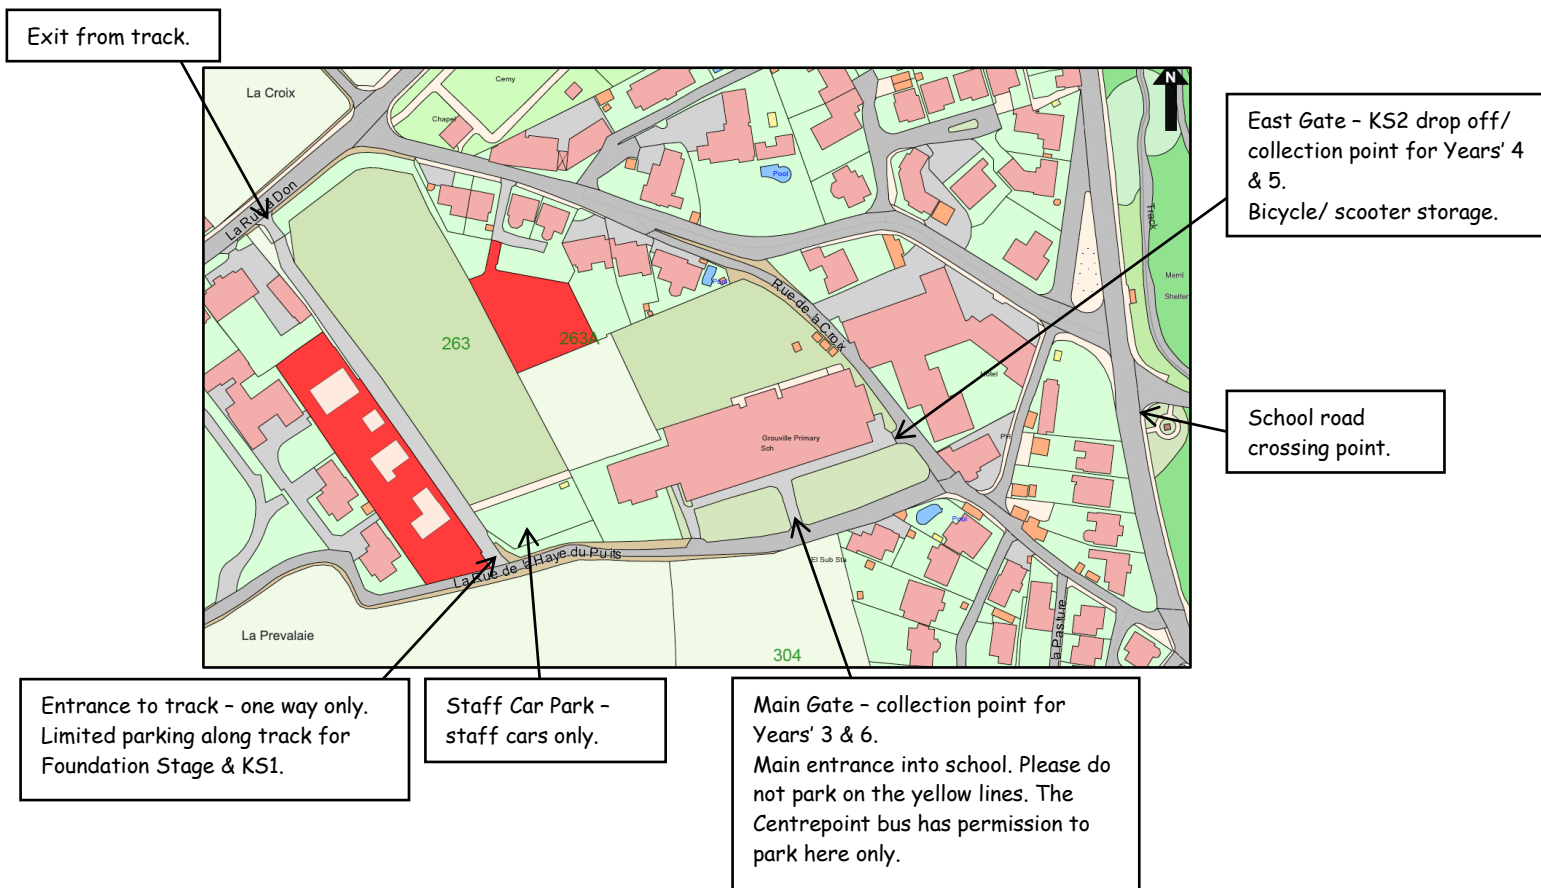 Exit from track.
La Croix
Cemy
Chapel
N
East Gate – KS2 drop off/
collection point for Years' 4
& 5.
Bicycle/ scooter storage.
Pool
Track
La Rue à Don
Meml
Shelter
Pool
Rue de la Croix
263
263A
Hotel
School road
crossing point.
Grouville Primary
Sch
PH
Pool
La Rue de la Haye du Puits
El Sub Sta
La Prevalaie
a Pasture
304
Entrance to track – one way only.
Limited parking along track for
Foundation Stage & KS1.
Staff Car Park –
staff cars only.
Main Gate – collection point for
Years' 3 & 6.
Main entrance into school. Please do
not park on the yellow lines. The
Centrepoint bus has permission to
park here only.